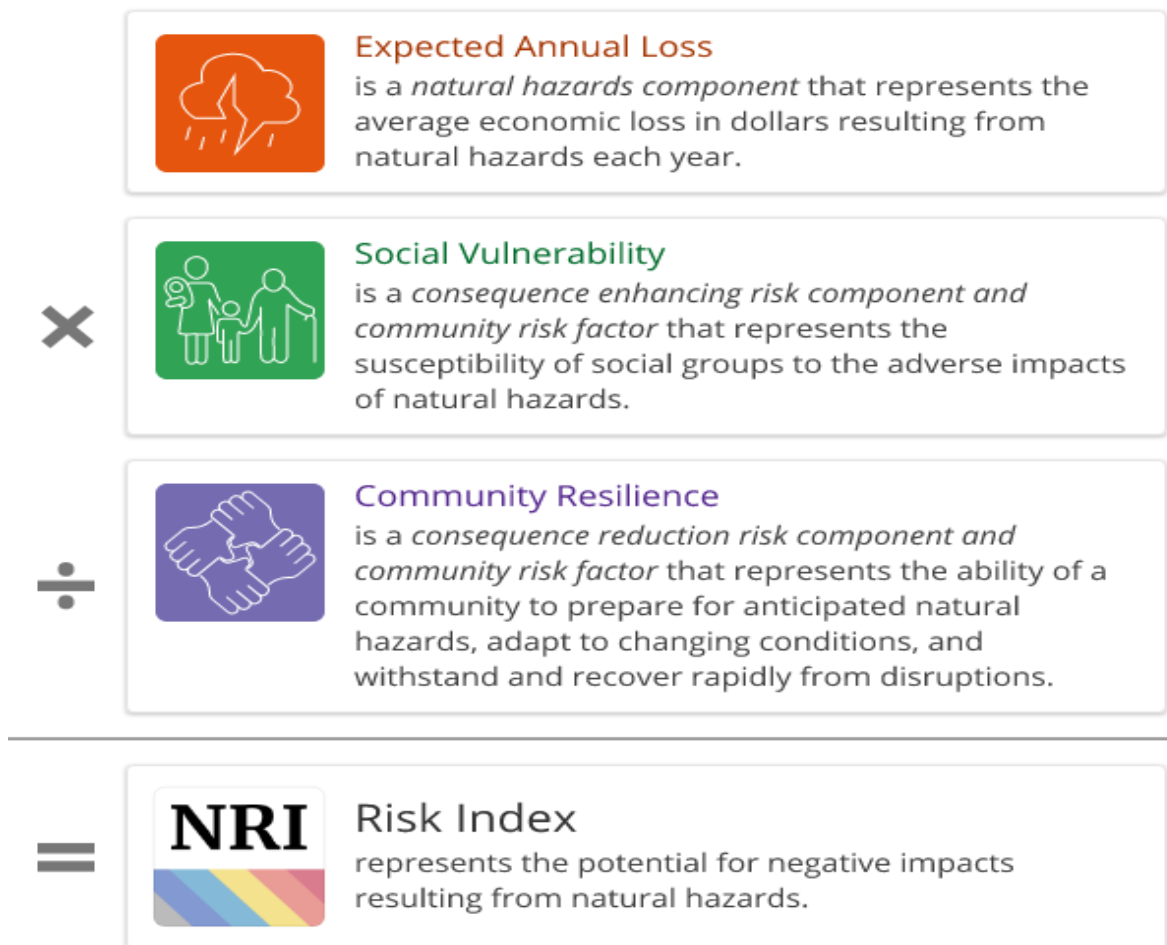 Expected Annual Loss
is a natural hazards component that represents the
average economic loss in dollars resulting from
natural hazards each year.
×
Social Vulnerability
is a consequence enhancing risk component and
community risk factor that represents the
susceptibility of social groups to the adverse impacts
of natural hazards.
÷
Community Resilience
is a consequence reduction risk component and
community risk factor that represents the ability of a
community to prepare for anticipated natural
hazards, adapt to changing conditions, and
withstand and recover rapidly from disruptions.
=
NRI
Risk Index
represents the potential for negative impacts
resulting from natural hazards.